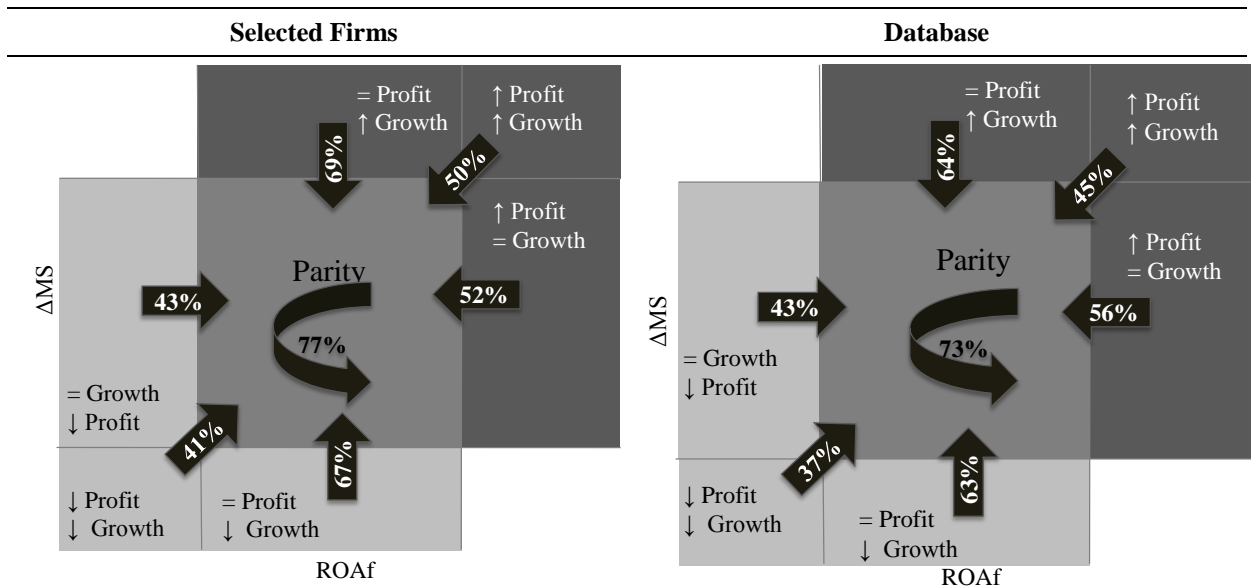 Selected Firms
Database
= Profit
↑ Growth
↑ Profit
↑ Growth
69%
50%
↑ Profit
= Growth
Parity
ΔMS
43%
52%
77%
= Growth
↓ Profit
41%
67%
↓ Profit
↓ Growth
= Profit
↓ Growth
ROAf
= Profit
↑ Growth
↑ Profit
↑ Growth
64%
45%
↑ Profit
= Growth
Parity
ΔMS
43%
56%
73%
= Growth
↓ Profit
37%
63%
↓ Profit
↓ Growth
= Profit
↓ Growth
ROAf